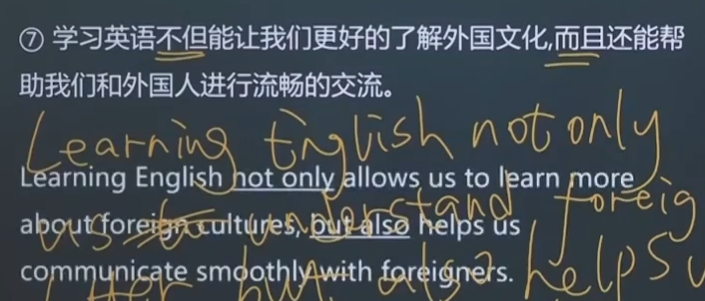 ⑦ 学习英语不但能让我们更好的了解外国文化,而且还能帮
助我们和外国人进行流畅的交流。
Learning English not only
Learning English not only allows us to learn more
us understand foreig
about foreign cultures, but also helps us
communicate smoothly with foreigners.
but also helps